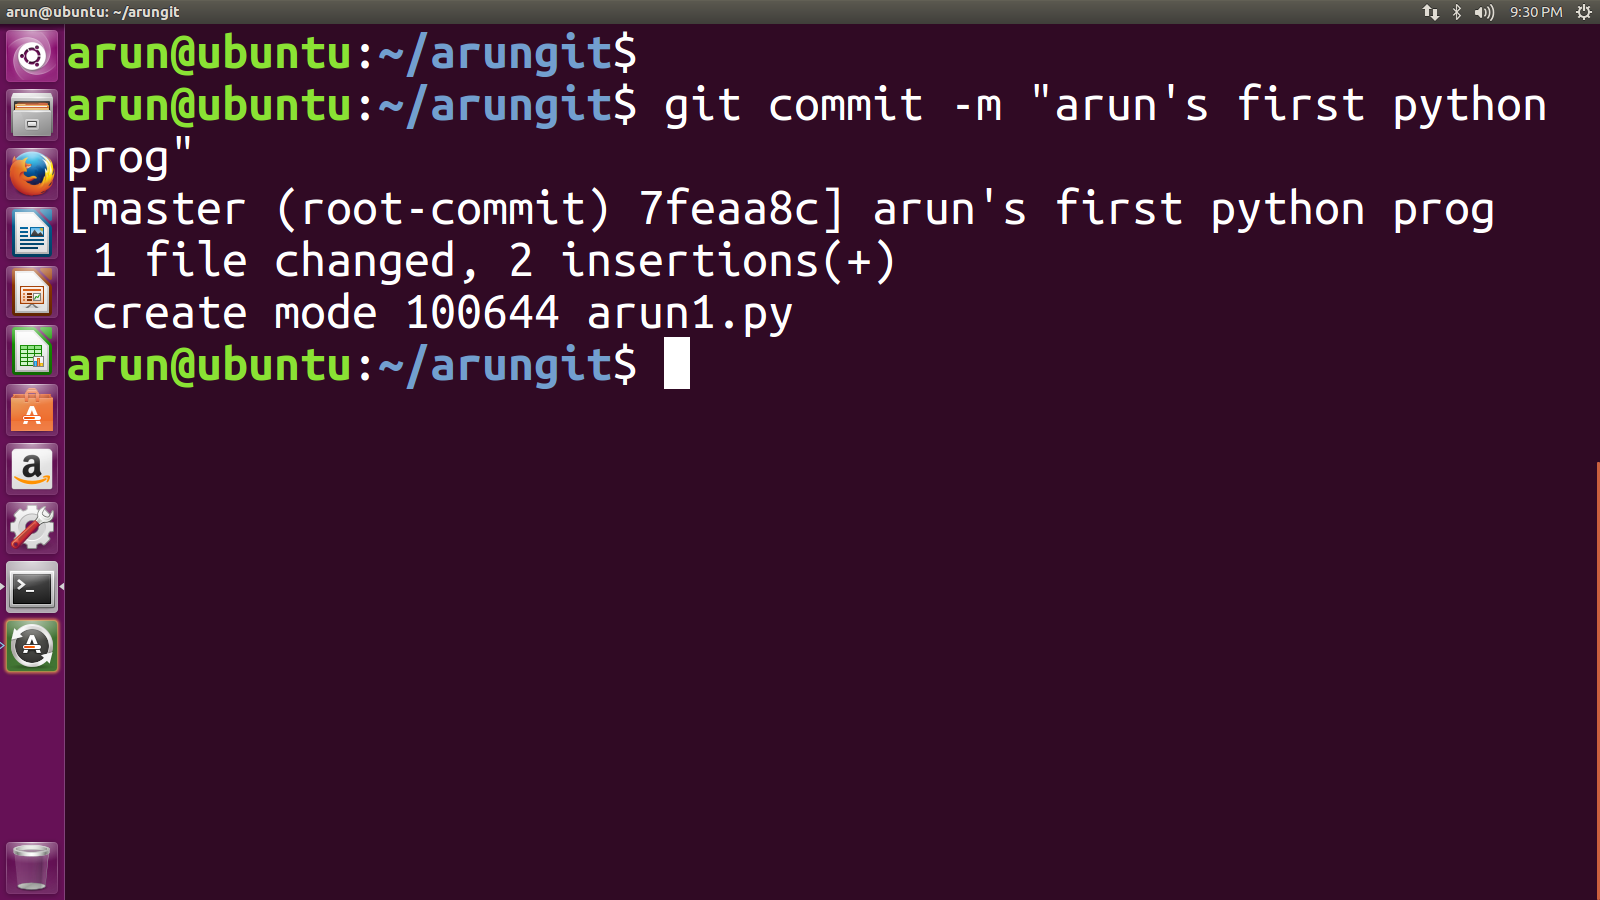 arun@ubuntu: ~/arungit
9:30 PM
arun@ubuntu:~/arungit$
arun@ubuntu:~/arungit$ git commit -m "arun's first python
prog"
[master (root-commit) 7feaa8c] arun's first python prog
 1 file changed, 2 insertions(+)
 create mode 100644 arun1.py
arun@ubuntu:~/arungit$